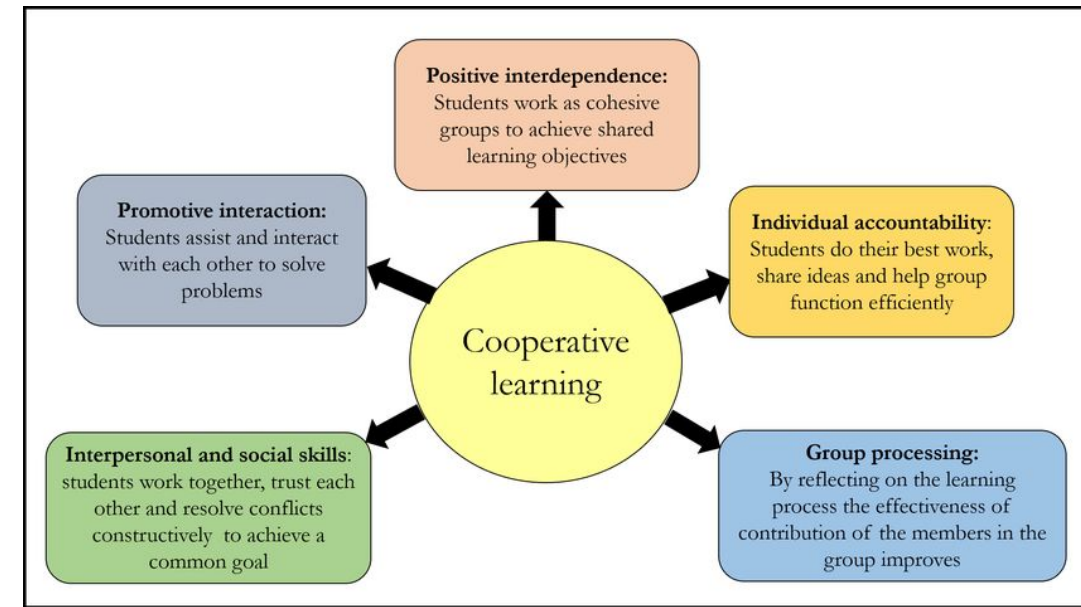 Positive interdependence:
Students work as cohesive
groups to achieve shared
learning objectives
Promotive interaction:
Students assist and interact
with each other to solve
problems
Individual accountability:
Students do their best work,
share ideas and help group
function efficiently
Cooperative
learning
Interpersonal and social skills:
students work together, trust each
other and resolve conflicts
constructively to achieve a
common goal
Group processing:
By reflecting on the learning
process the effectiveness of
contribution of the members in the
group improves